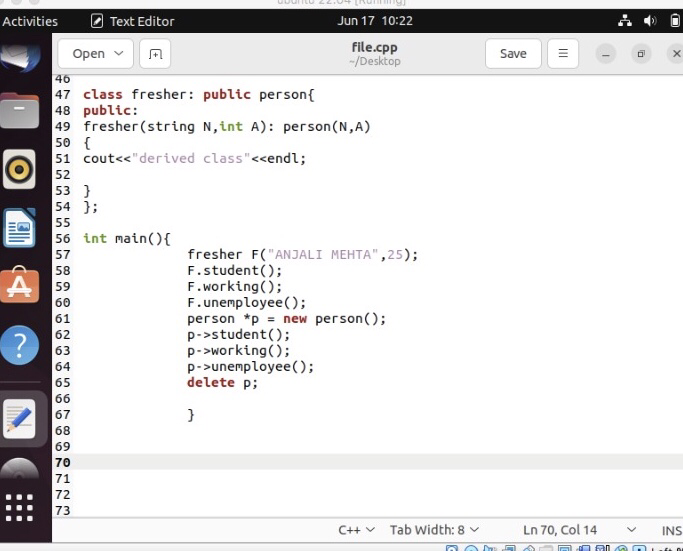 ubuntu 22.04 [Running]
Activities Text Editor Jun 17 10:22
Open file.cpp Save
~/Desktop
46
47 class fresher: public person{
48 public:
49 fresher(string N,int A): person(N,A)
50 {
51 cout<<"derived class"<<endl;
52
53 }
54 };
55
56 int main(){
57 fresher F("ANJALI MEHTA",25);
58 F.student();
59 F.working();
60 F.unemployee();
61 person *p = new person();
62 p->student();
63 p->working();
64 p->unemployee();
65 delete p;
66
67 }
68
69
70
71
72
73
C++ Tab Width: 8 Ln 70, Col 14 INS